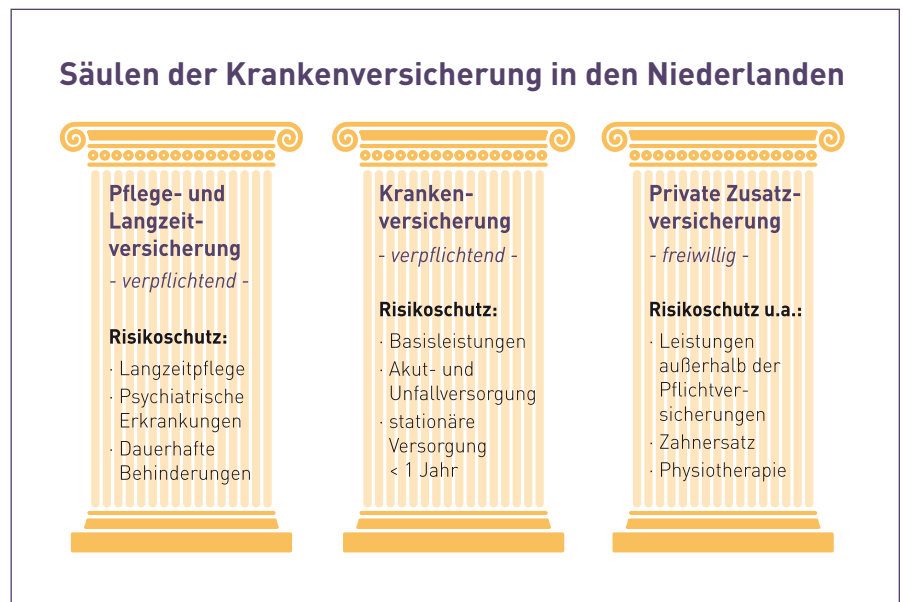 Säulen der Krankenversicherung in den Niederlanden
Pflege- und
Langzeit-
versicherung
- verpflichtend -
Risikoschutz:
· Langzeitpflege
· Psychiatrische
Erkrankungen
· Dauerhafte
Behinderungen
Kranken-
versicherung
- verpflichtend -
Risikoschutz:
· Basisleistungen
· Akut- und
Unfallversorgung
· stationäre
Versorgung
< 1 Jahr
Private Zusatz-
versicherung
- freiwillig -
Risikoschutz u.a.:
· Leistungen
außerhalb der
Pflichtver-
sicherungen
· Zahnersatz
· Physiotherapie